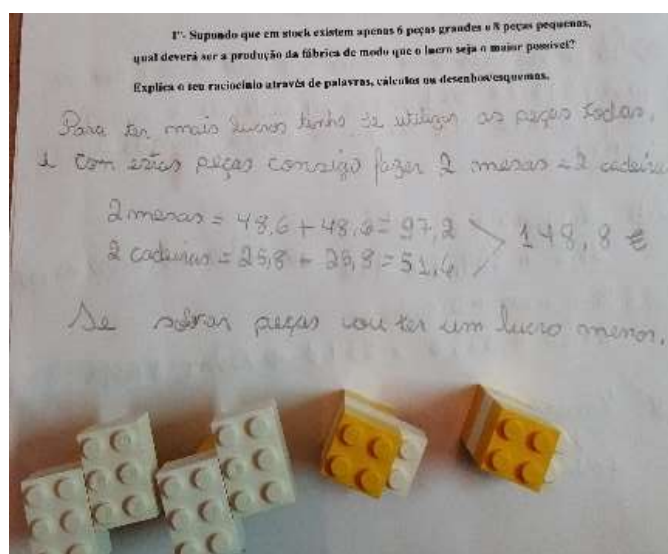 1º- Supondo que em stock existem apenas 6 peças grandes e 8 peças pequenas,
qual deverá ser a produção da fábrica de modo que o lucro seja o maior possível?
Explica o teu raciocínio através de palavras, cálculos ou desenhos/esquemas.
Para ter mais lucros tenho de utilizar as peças todas,
e com estas peças consigo fazer 2 mesas e 2 cadeiras
2 mesas = 48,6 + 48,6 = 97,2
148,8 €
2 cadeiras = 25,8 + 25,8 = 51,6
Se sobrar peças vou ter um lucro menor.